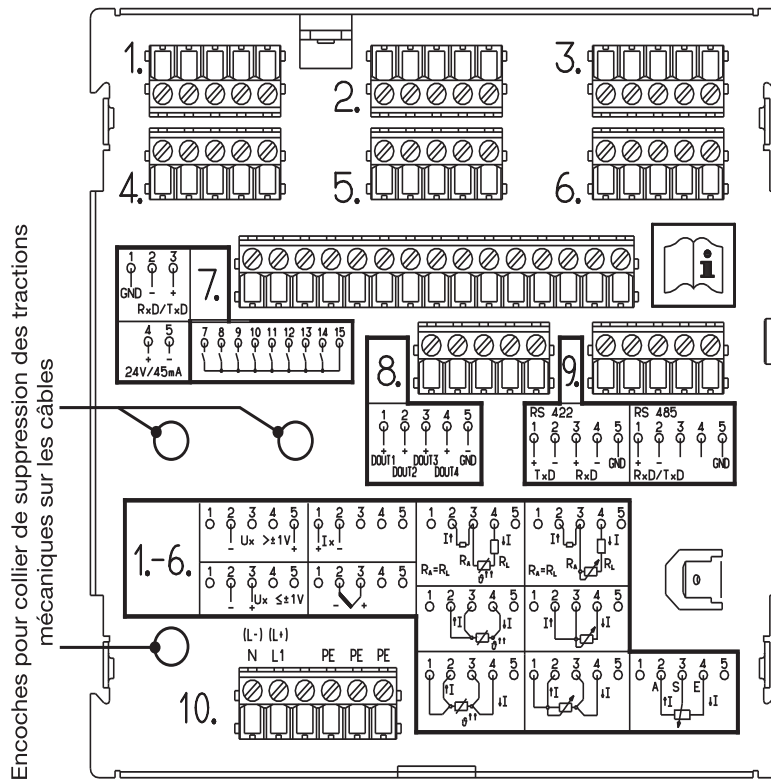 Encoches pour collier de suppression des tractions
mécaniques sur les câbles
1.
2.
3.
4.
5.
6.
1 2 3
GND - +
RxD/TxD
7.
4 5
+ -
24V/45mA
7 8 9 10 11 12 13 14 15
i
8.
1 2 3 4 5
+ + + + -
DOUT1 DOUT3 GND
DOUT2 DOUT4
9.
RS 422
1 2 3 4 5
+ - + - GND
TxD RxD
RS 485
1 2 3 4 5
+ - GND
RxD/TxD
1.-6.
1 2 3 4 5
- Ux >±1V +
1 2 3 4 5
+Ix-
1 2 3 4 5
I↑ ↓I
RA RL
RA=RL ϑ↑↑
1 2 3 4 5
I↑ ↓I
RA RL
RA=RL
1 2 3 4 5
- + Ux ≤±1V
1 2 3 4 5
- +
1 2 3 4 5
↑I ↓I
ϑ↑↑
1 2 3 4 5
I↑ ↓I
1 2 3 4 5
↑I ↓I
ϑ↑↑
1 2 3 4 5
↑I ↓I
1 2 3 4 5
A S E
↑I ↓I
(L-) (L+)
N L1 PE PE PE
10.